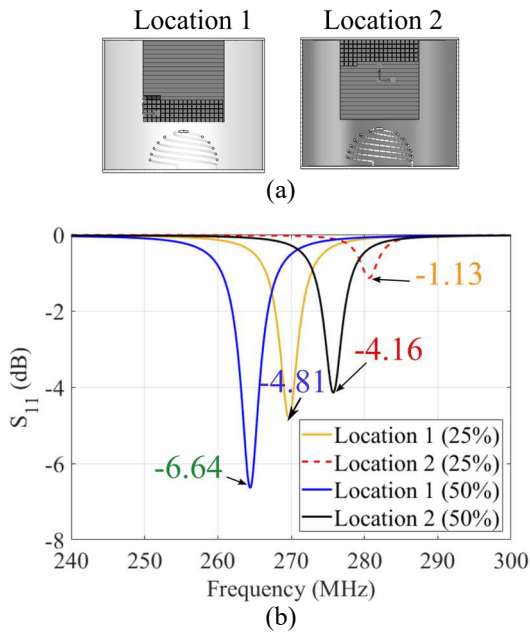 Location 1 Location 2
(a)
0
-2
-4
-6
-8
S11 (dB)
-1.13
-4.16
-4.81
-6.64
Location 1 (25%)
Location 2 (25%)
Location 1 (50%)
Location 2 (50%)
240 250 260 270 280 290 300
Frequency (MHz)
(b)